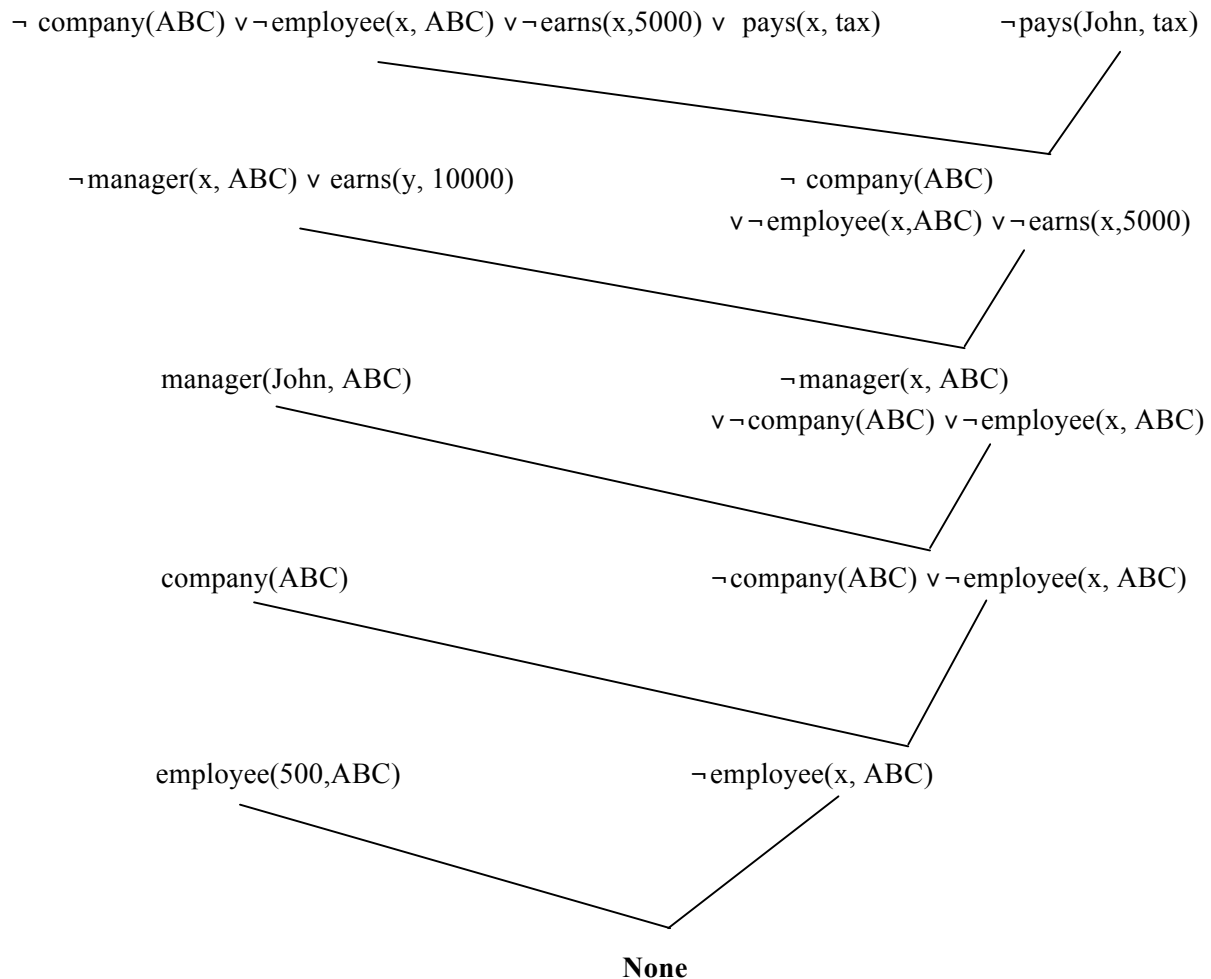 ¬ company(ABC) ∨¬employee(x, ABC) ∨¬earns(x,5000) ∨ pays(x, tax) ¬pays(John, tax)
¬manager(x, ABC) ∨ earns(y, 10000) ¬ company(ABC)
∨¬employee(x,ABC) ∨¬earns(x,5000)
manager(John, ABC) ¬manager(x, ABC)
∨¬company(ABC) ∨¬employee(x, ABC)
company(ABC) ¬company(ABC) ∨¬employee(x, ABC)
employee(500,ABC) ¬employee(x, ABC)
None